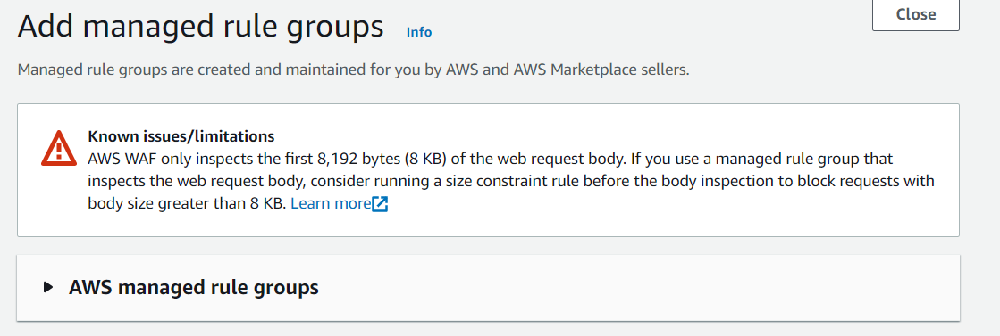 Close
Add managed rule groups Info
Managed rule groups are created and maintained for you by AWS and AWS Marketplace sellers.
Known issues/limitations
AWS WAF only inspects the first 8,192 bytes (8 KB) of the web request body. If you use a managed rule group that
inspects the web request body, consider running a size constraint rule before the body inspection to block requests with
body size greater than 8 KB. Learn more
AWS managed rule groups